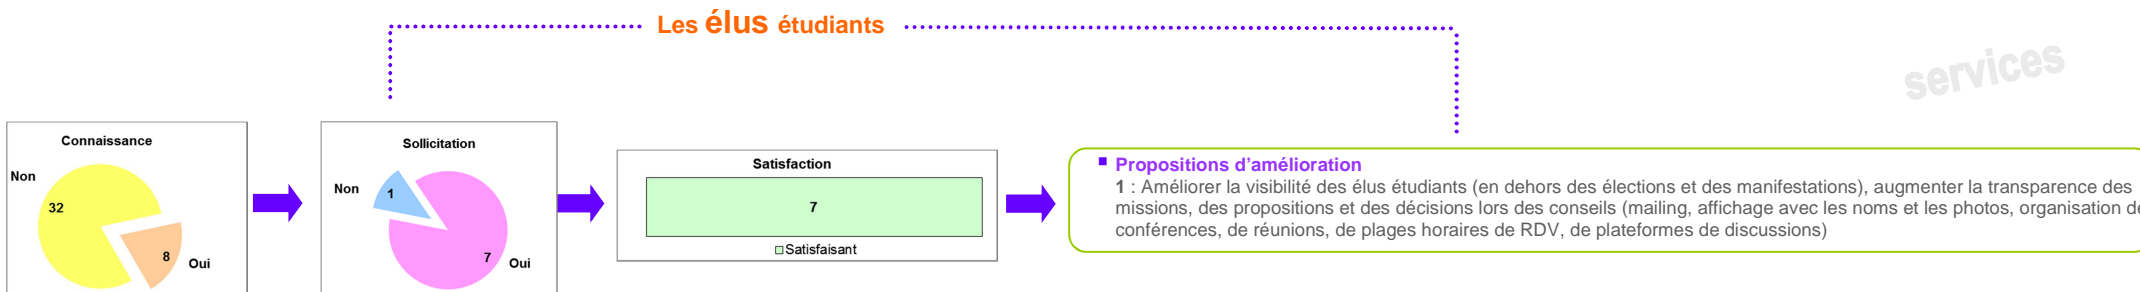 Les élus étudiants
services
Connaissance
Non
32
8
Oui
Sollicitation
Non
1
7
Oui
Satisfaction
7
Satisfaisant
Propositions d'amélioration
1 : Améliorer la visibilité des élus étudiants (en dehors des élections et des manifestations), augmenter la transparence des
missions, des propositions et des décisions lors des conseils (mailing, affichage avec les noms et les photos, organisation de
conférences, de réunions, de plages horaires de RDV, de plateformes de discussions)